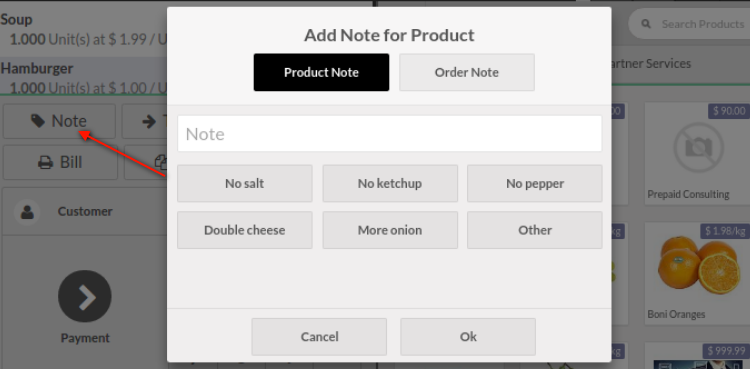 Soup
1.000 Unit(s) at $ 1.99 / U
Hamburger
1.000 Unit(s) at $ 1.00 / U
Note
Bill
Customer
Payment
Add Note for Product
Product Note
Order Note
Note
No salt
No ketchup
No pepper
Double cheese
More onion
Other
Cancel
Ok
Search Products
artner Services
$ 90.00
Prepaid Consulting
$ 1.98/kg
Boni Oranges
$ 999.99